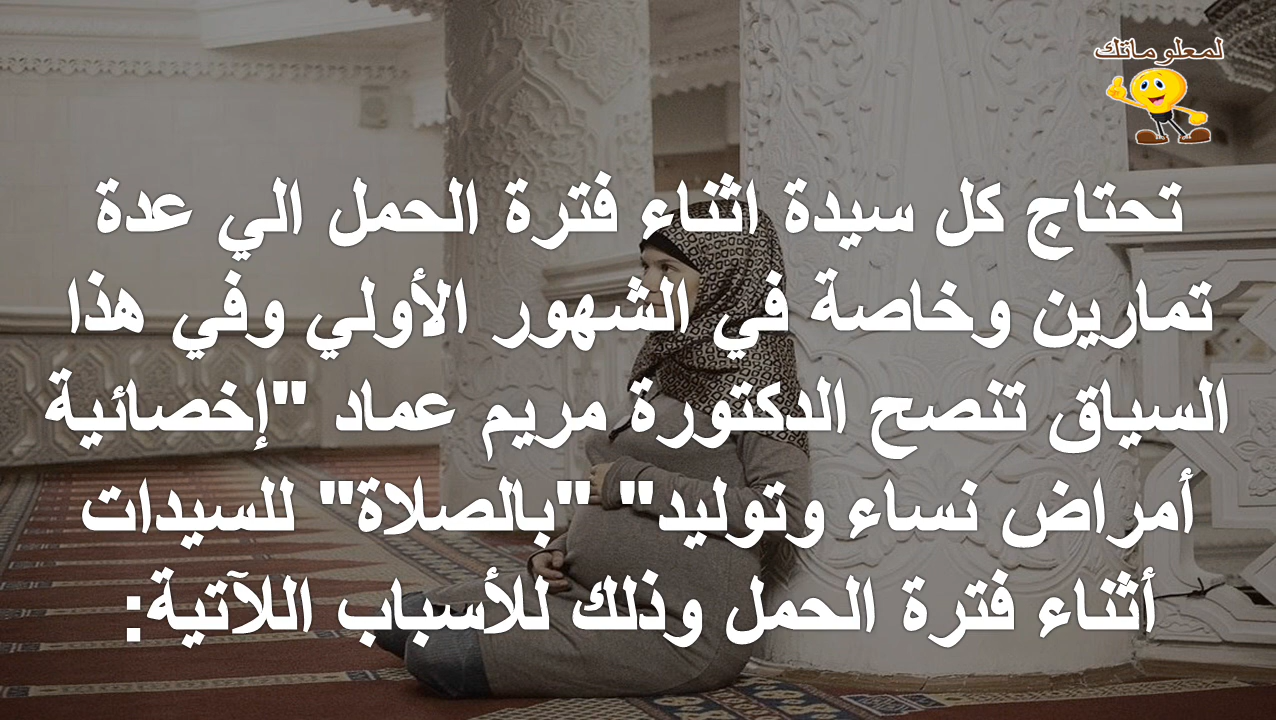 لمعلوماتك
تحتاج كل سيدة اثناء فترة الحمل الي عدة
تمارين وخاصة في الشهور الأولي وفي هذا
السياق تنصح الدكتورة مريم عماد "إخصائية
أمراض نساء وتوليد" "بالصلاة" للسيدات
أثناء فترة الحمل وذلك للأسباب اللآتية: